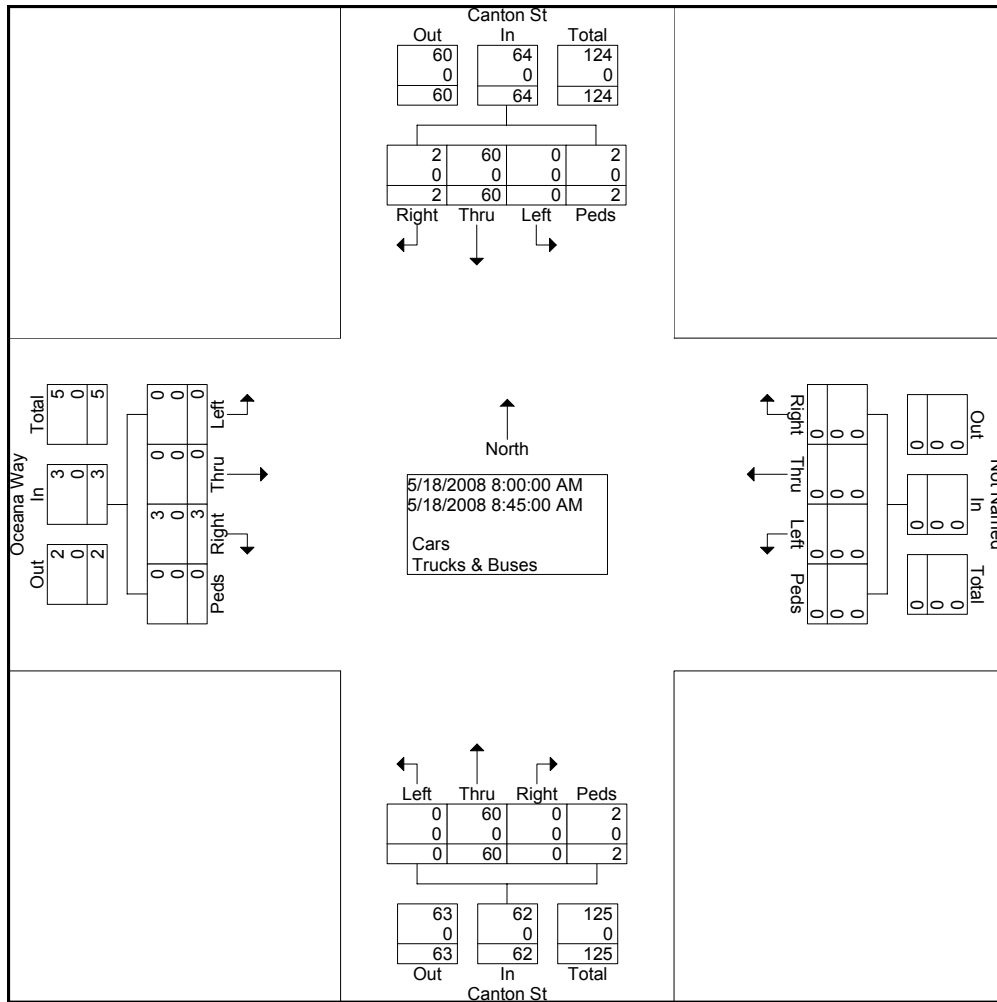 Canton St
Out In Total
60 64 124
0 0 0
60 64 124
2 60 0 2
0 0 0 0
2 60 0 2
Right Thru Left Peds
Oceana Way
Total In Out
5 3 2
0 0 0
5 3 2
0 0 3 0
0 0 0 0
0 0 3 0
Left Thru Right Peds
North
5/18/2008 8:00:00 AM
5/18/2008 8:45:00 AM
Cars
Trucks & Buses
Not Named
Out In Total
0 0 0
0 0 0
0 0 0
0 0 0 0
0 0 0 0
0 0 0 0
Right Thru Left Peds
Left Thru Right Peds
0 60 0 2
0 0 0 0
0 60 0 2
63 62 125
0 0 0
63 62 125
Out In Total
Canton St